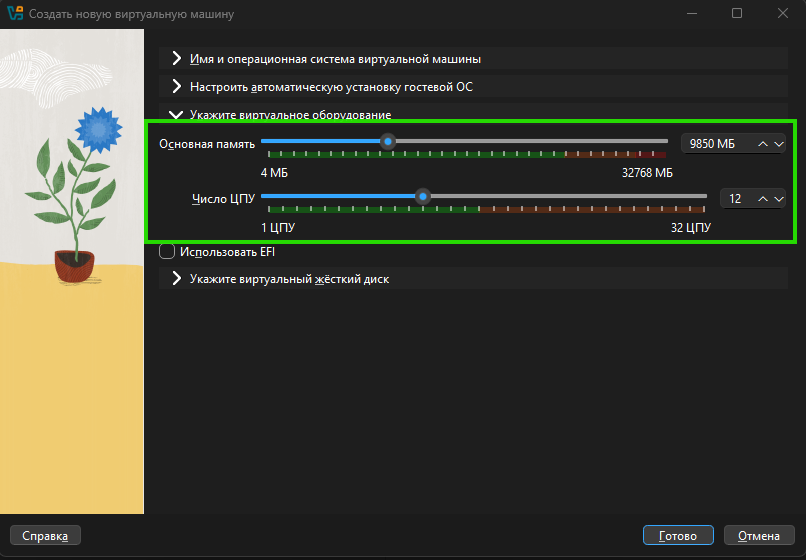 Создать новую виртуальную машину
Имя и операционная система виртуальной машины
Настроить автоматическую установку гостевой ОС
Укажите виртуальное оборудование
Основная память 9850 МБ
4 МБ 32768 МБ
Число ЦПУ 12
1 ЦПУ 32 ЦПУ
Использовать EFI
Укажите виртуальный жёсткий диск
Справка Готово Отмена